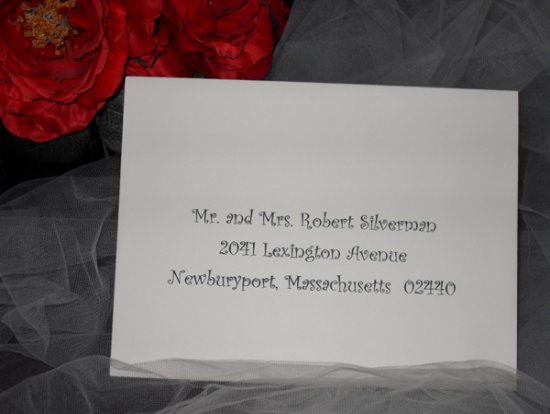 Mr. and Mrs. Robert Silverman
2041 Lexington Avenue
Newburyport, Massachusetts 02440